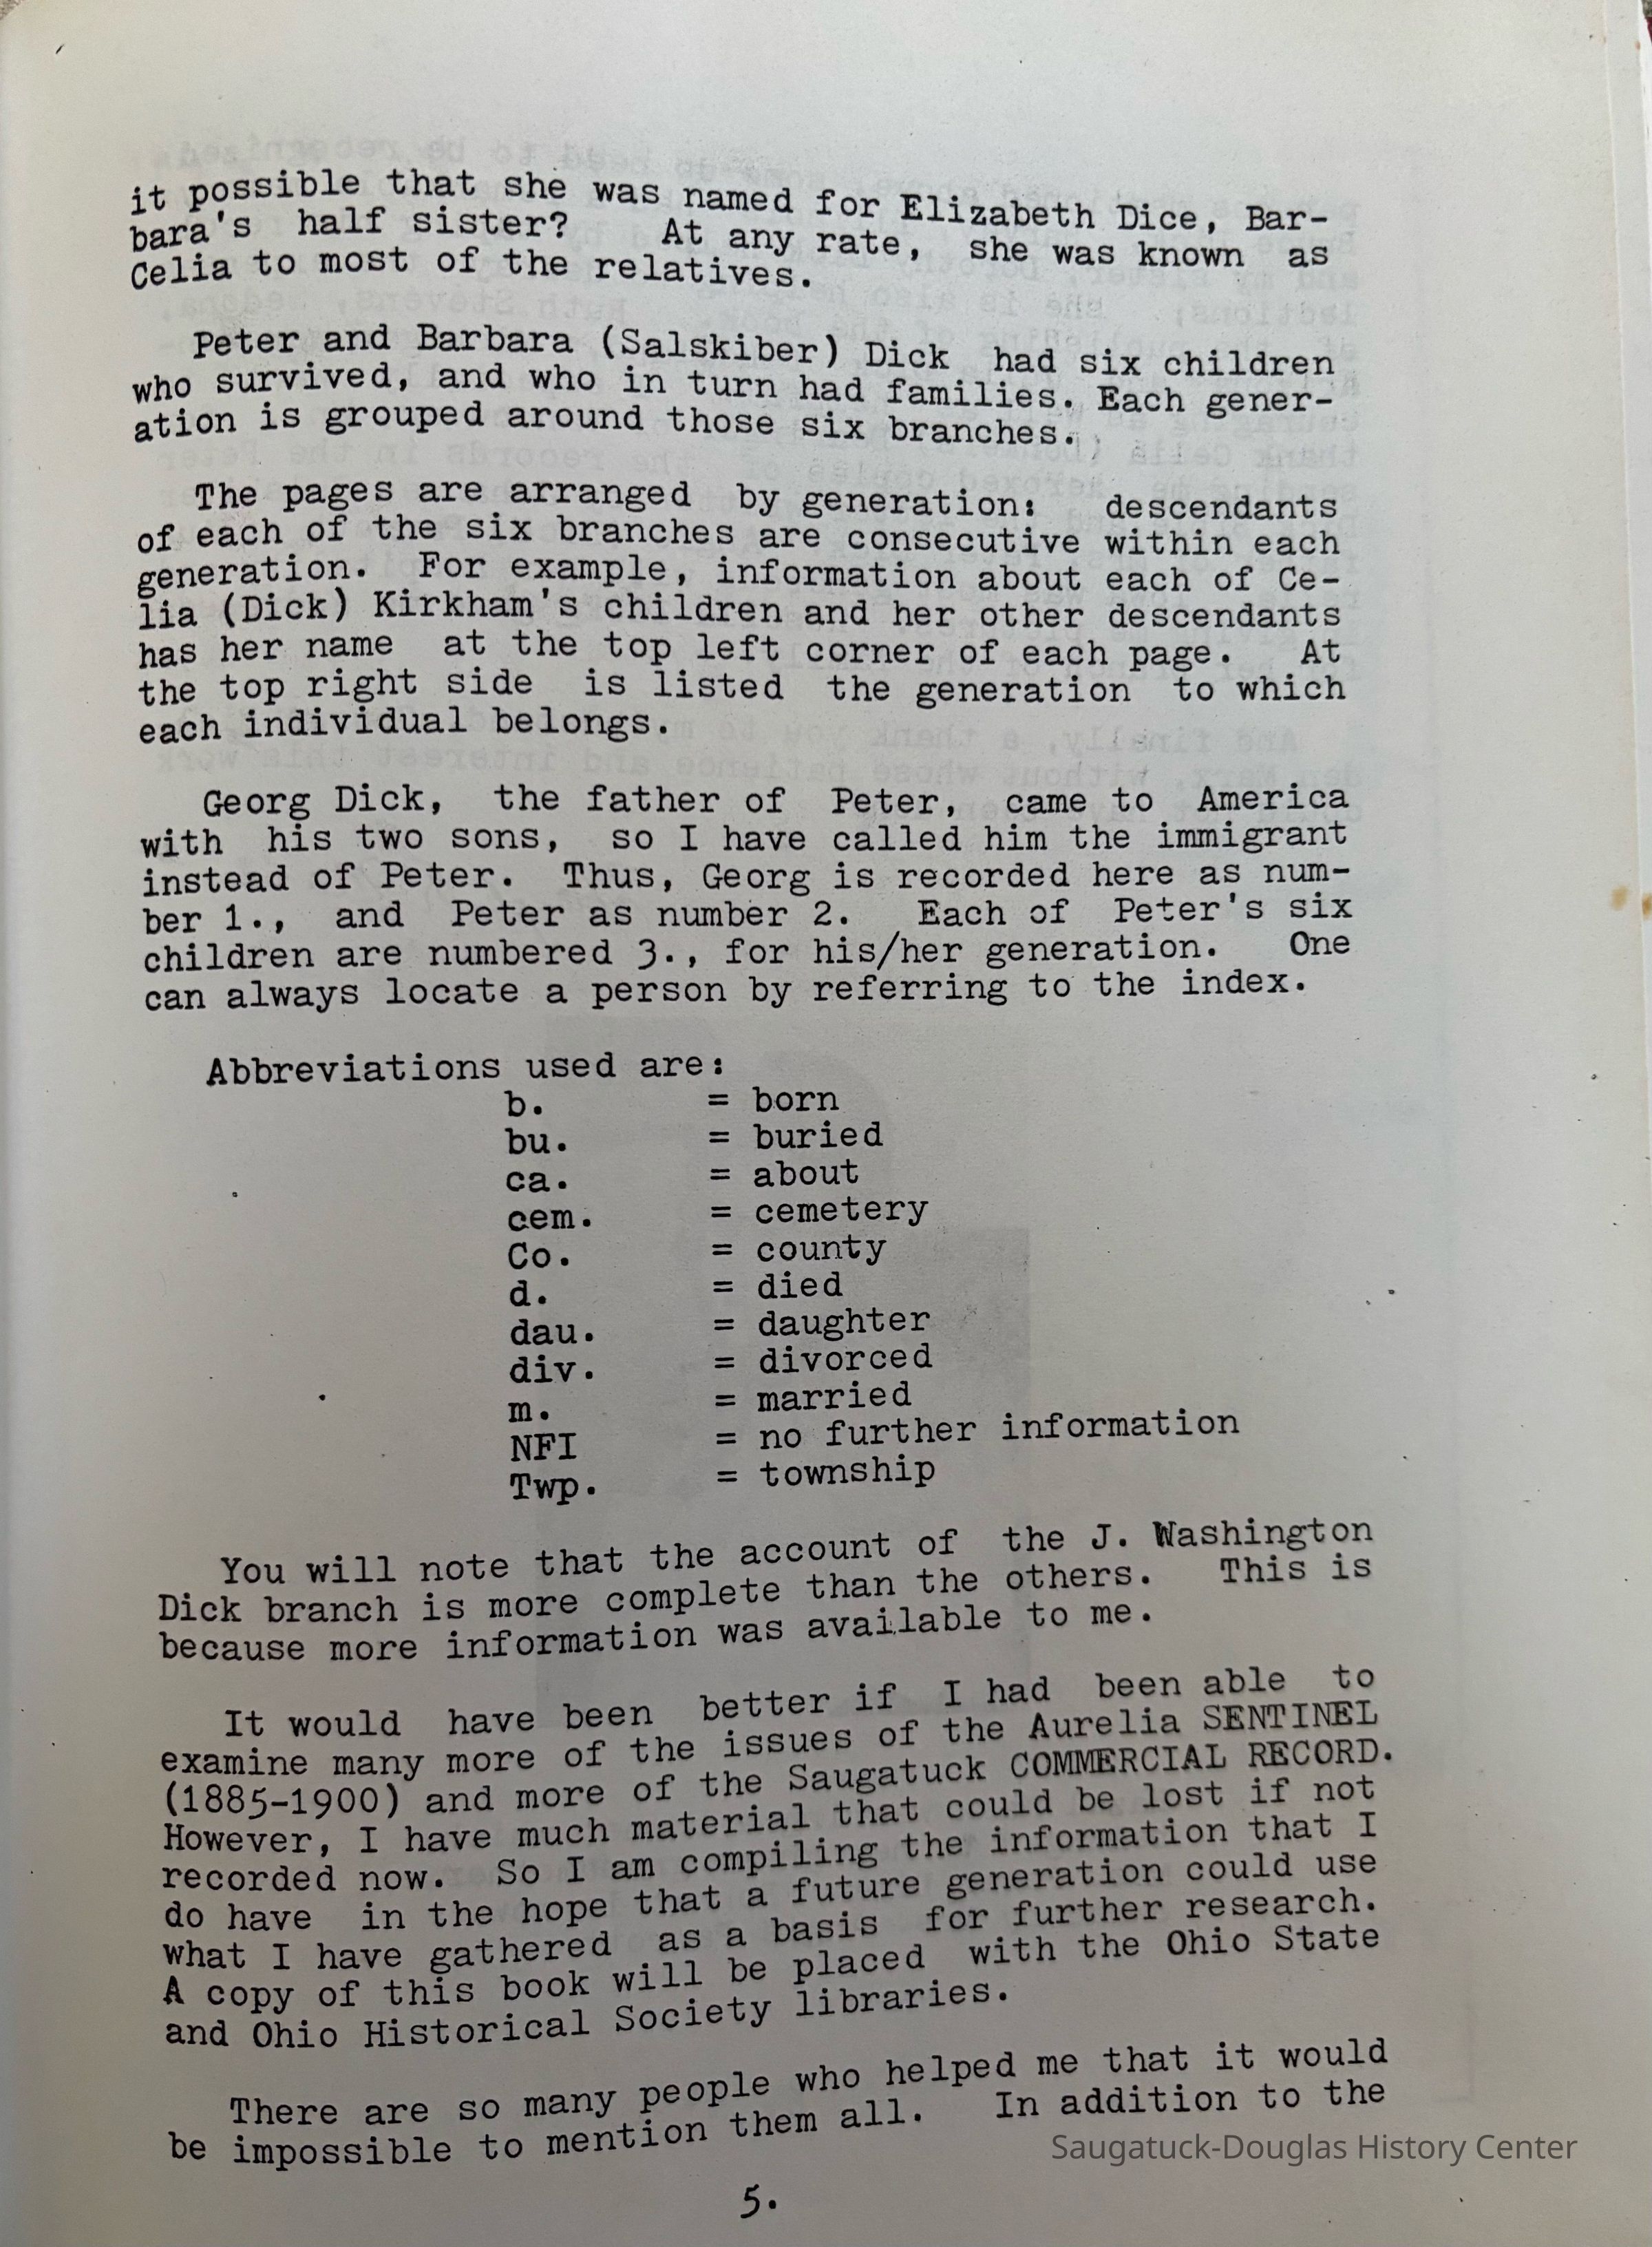 it possible that she was named for Elizabeth Dice, Bar-
bara's half sister? At any rate, she was known as
Celia to most of the relatives.
Peter and Barbara (Salskiber) Dick had six children
who survived, and who in turn had families. Each gener-
ation is grouped around those six branches.
The pages are arranged by generation: descendants
of each of the six branches are consecutive within each
generation. For example, information about each of Ce-
lia (Dick) Kirkham's children and her other descendants
has her name at the top left corner of each page. At
the top right side is listed the generation to which
each individual belongs.
Georg Dick, the father of Peter, came to America
with his two sons, so I have called him the immigrant
instead of Peter. Thus, Georg is recorded here as num-
ber 1., and Peter as number 2. Each of Peter's six
children are numbered 3., for his/her generation. One
can always locate a person by referring to the index.
Abbreviations used are:
b. = born
bu. = buried
ca. = about
cem. = cemetery
Co. = county
d. = died
dau. = daughter
div. = divorced
m. = married
NFI = no further information
Twp. = township
You will note that the account of the J. Washington
Dick branch is more complete than the others. This is
because more information was available to me.
It would have been better if I had been able to
examine many more of the issues of the Aurelia SENTINEL
(1885-1900) and more of the Saugatuck COMMERCIAL RECORD.
However, I have much material that could be lost if not
recorded now. So I am compiling the information that I
do have in the hope that a future generation could use
what I have gathered as a basis for further research.
A copy of this book will be placed with the Ohio State
and Ohio Historical Society libraries.
There are so many people who helped me that it would
be impossible to mention them all. In addition to the
Saugatuck-Douglas History Center
5.